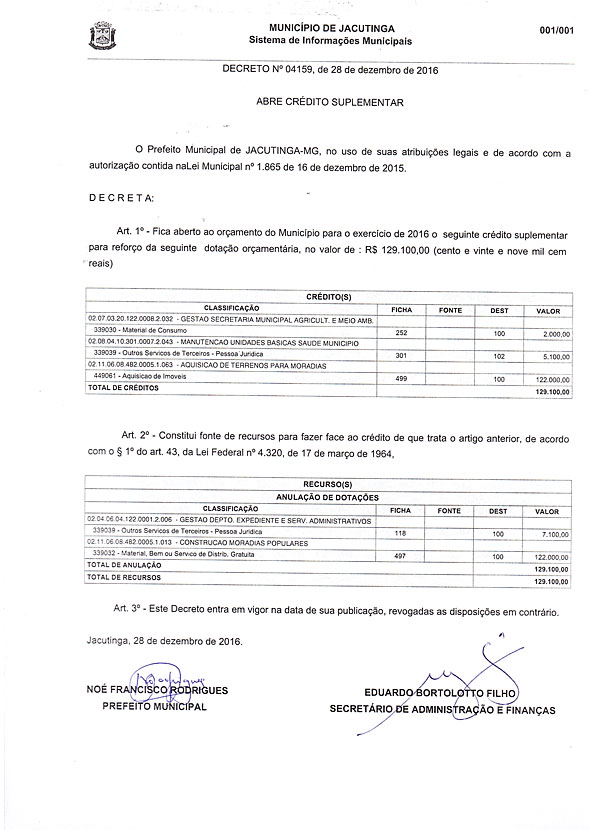 MUNICÍPIO DE JACUTINGA
001/001
Sistema de Informações Municipais
DECRETO Nº 04159, de 28 de dezembro de 2016
ABRE CRÉDITO SUPLEMENTAR
O Prefeito Municipal de JACUTINGA-MG, no uso de suas atribuições legais e de acordo com a
autorização contida naLei Municipal nº 1.865 de 16 de dezembro de 2015.
D E C R E T A:
Art. 1º - Fica aberto ao orçamento do Município para o exercício de 2016 o seguinte crédito suplementar
para reforço da seguinte dotação orçamentária, no valor de : R$ 129.100,00 (cento e vinte e nove mil cem
reais)
CRÉDITO(S)
CLASSIFICAÇÃO FICHA FONTE DEST VALOR
02.07.03.20.122.0008.2.032 - GESTAO SECRETARIA MUNICIPAL AGRICULT. E MEIO AMB.
339030 - Material de Consumo 252 100 2.000,00
02.08.04.10.301.0007.2.043 - MANUTENCAO UNIDADES BASICAS SAUDE MUNICIPIO
339039 - Outros Servicos de Terceiros - Pessoa Juridica 301 102 5.100,00
02.11.06.08.482.0005.1.063 - AQUISICAO DE TERRENOS PARA MORADIAS
449061 - Aquisicao de Imoveis 499 100 122.000,00
TOTAL DE CRÉDITOS 129.100,00
Art. 2º - Constitui fonte de recursos para fazer face ao crédito de que trata o artigo anterior, de acordo
com o § 1º do art. 43, da Lei Federal nº 4.320, de 17 de março de 1964,
RECURSO(S)
ANULAÇÃO DE DOTAÇÕES
CLASSIFICAÇÃO FICHA FONTE DEST VALOR
02.04.06.04.122.0001.2.006 - GESTAO DEPTO. EXPEDIENTE E SERV. ADMINISTRATIVOS
339039 - Outros Servicos de Terceiros - Pessoa Juridica 118 100 7.100,00
02.11.06.08.482.0005.1.013 - CONSTRUCAO MORADIAS POPULARES
339032 - Material, Bem ou Servico de Distrib. Gratuita 497 100 122.000,00
TOTAL DE ANULAÇÃO 129.100,00
TOTAL DE RECURSOS 129.100,00
Art. 3º - Este Decreto entra em vigor na data de sua publicação, revogadas as disposições em contrário.
Jacutinga, 28 de dezembro de 2016.
NOÉ FRANCISCO RODRIGUES
PREFEITO MUNICIPAL
EDUARDO BORTOLOTTO FILHO
SECRETÁRIO DE ADMINISTRAÇÃO E FINANÇAS